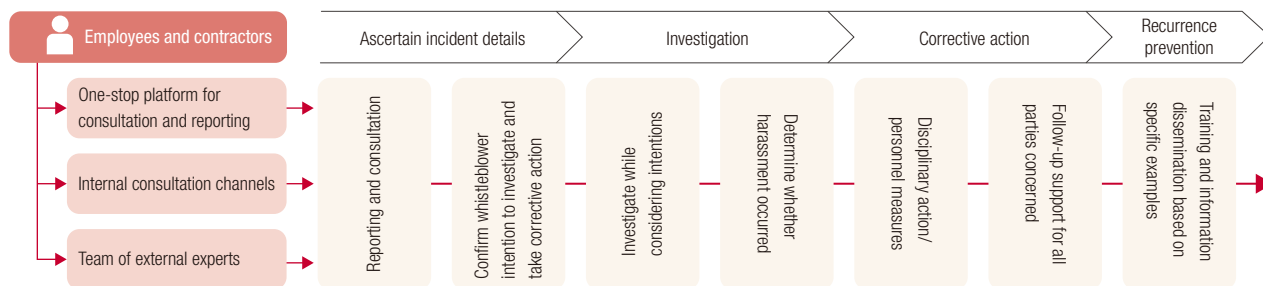 Employees and contractors
Ascertain incident details
Investigation
Corrective action
Recurrence
prevention
One-stop platform for
consultation and reporting
Internal consultation channels
Team of external experts
Reporting and consultation
Confirm whistleblower
intention to investigate and
take corrective action
Investigate while
considering intentions
Determine whether
harassment occurred
Disciplinary action/
personnel measures
Follow-up support for all
parties concerned
Training and information
dissemination based on
specific examples